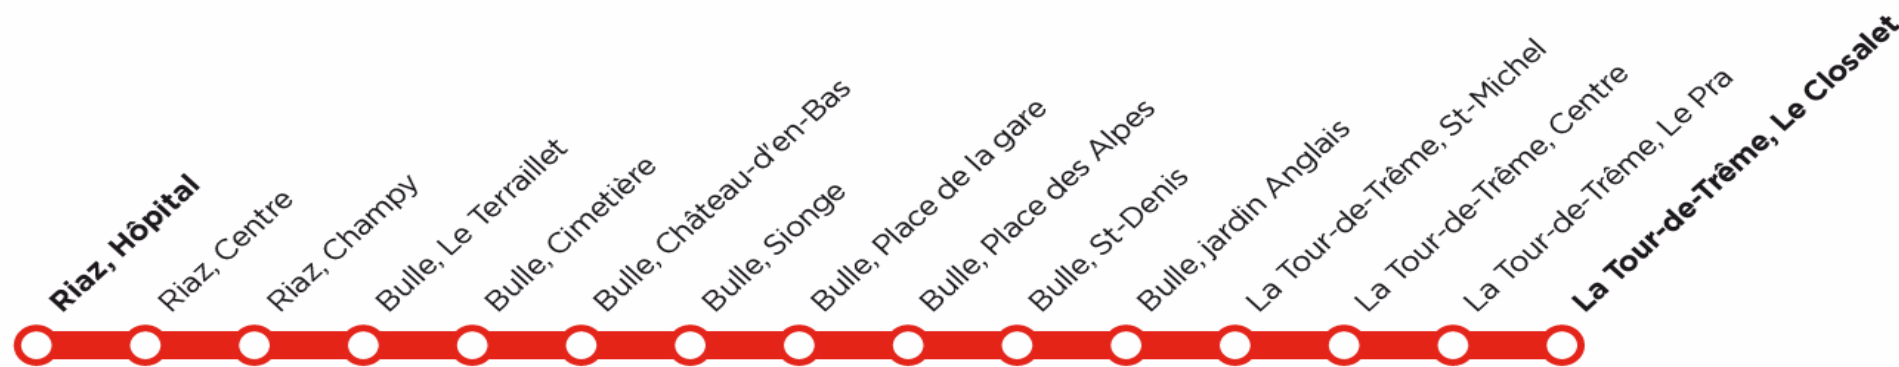 Riaz, Hôpital
Riaz, Centre
Riaz, Champy
Bulle, Le Terraillet
Bulle, Cimetière
Bulle, Château-d'en-Bas
Bulle, Sionge
Bulle, Place de la gare
Bulle, Place des Alpes
Bulle, St-Denis
Bulle, jardin Anglais
La Tour-de-Trême, St-Michel
La Tour-de-Trême, Centre
La Tour-de-Trême, Le Pra
La Tour-de-Trême, Le Closalet